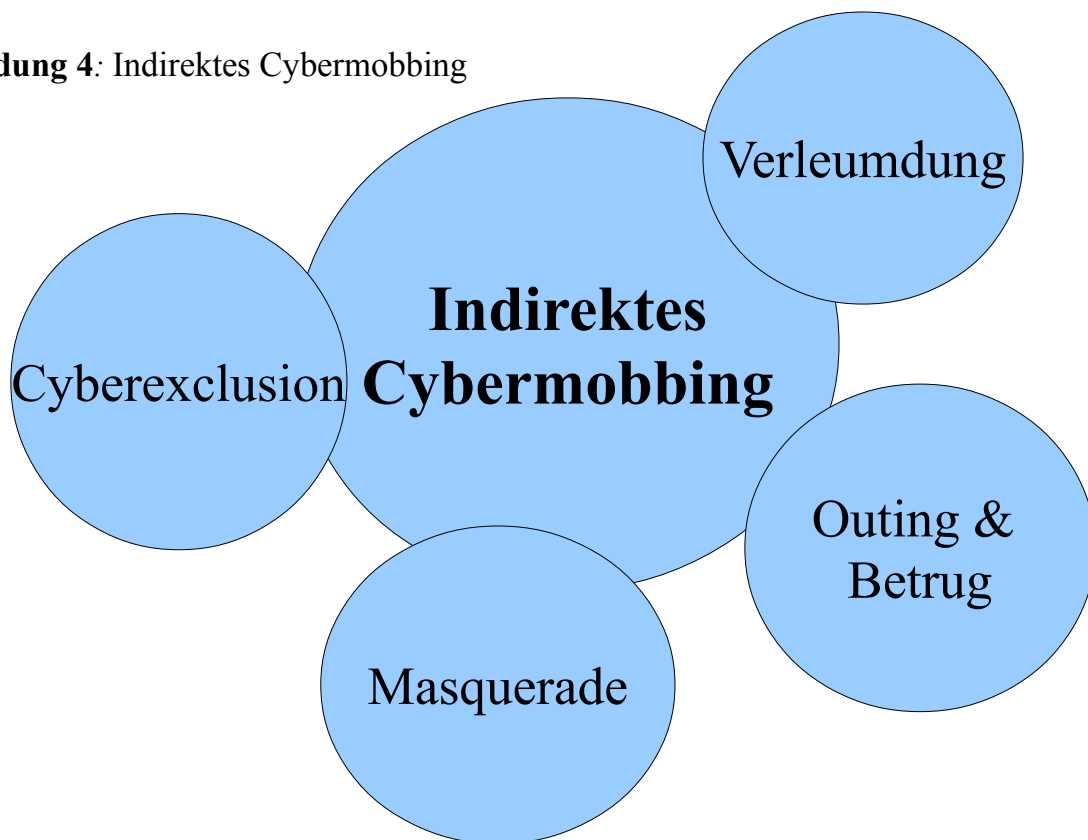 dung 4: Indirektes Cybermobbing
Verleumdung
Indirektes
Cybermobbing
Cyberexclusion
Outing &
Betrug
Masquerade